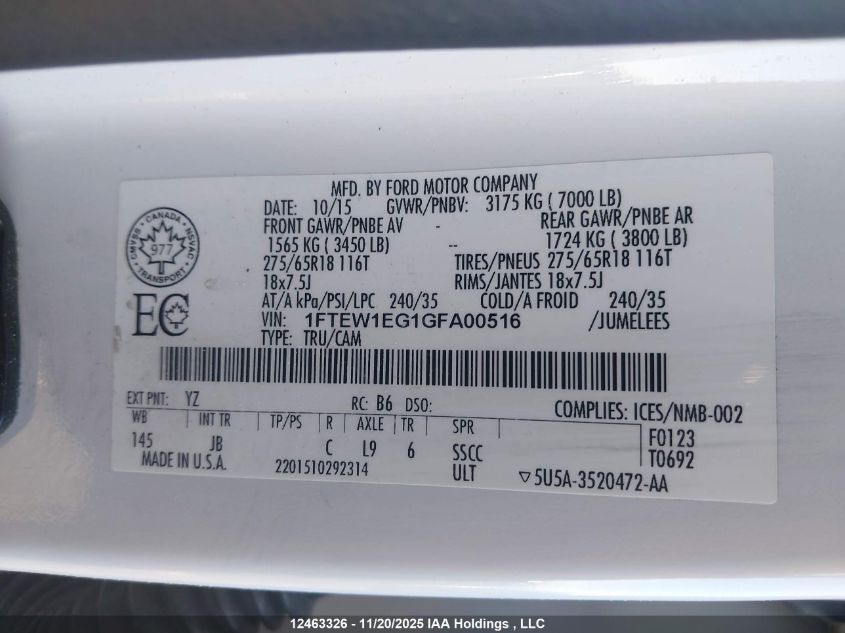 MFD. BY FORD MOTOR COMPANY
DATE: 10/15 GVWR/PNBV: 3175 KG ( 7000 LB)
FRONT GAWR/PNBE AV - REAR GAWR/PNBE AR
1565 KG ( 3450 LB) -- 1724 KG ( 3800 LB)
275/65R18 116T TIRES/PNEUS 275/65R18 116T
18x7.5J RIMS/JANTES 18x7.5J
AT/A kPa/PSI/LPC 240/35 COLD/A FROID 240/35
VIN: 1FTEW1EG1GFA00516 /JUMELEES
TYPE: TRU/CAM
CANADA
CMVSS 977 NSVAC
TRANSPORT
EC
EXT PNT: YZ RC: B6 DSO: COMPLIES: ICES/NMB-002
WB INT TR TP/PS R AXLE TR SPR F0123
145 JB C L9 6 SSCC T0692
MADE IN U.S.A. 2201510292314 ULT ▽5U5A-3520472-AA
12463326 - 11/20/2025 IAA Holdings , LLC